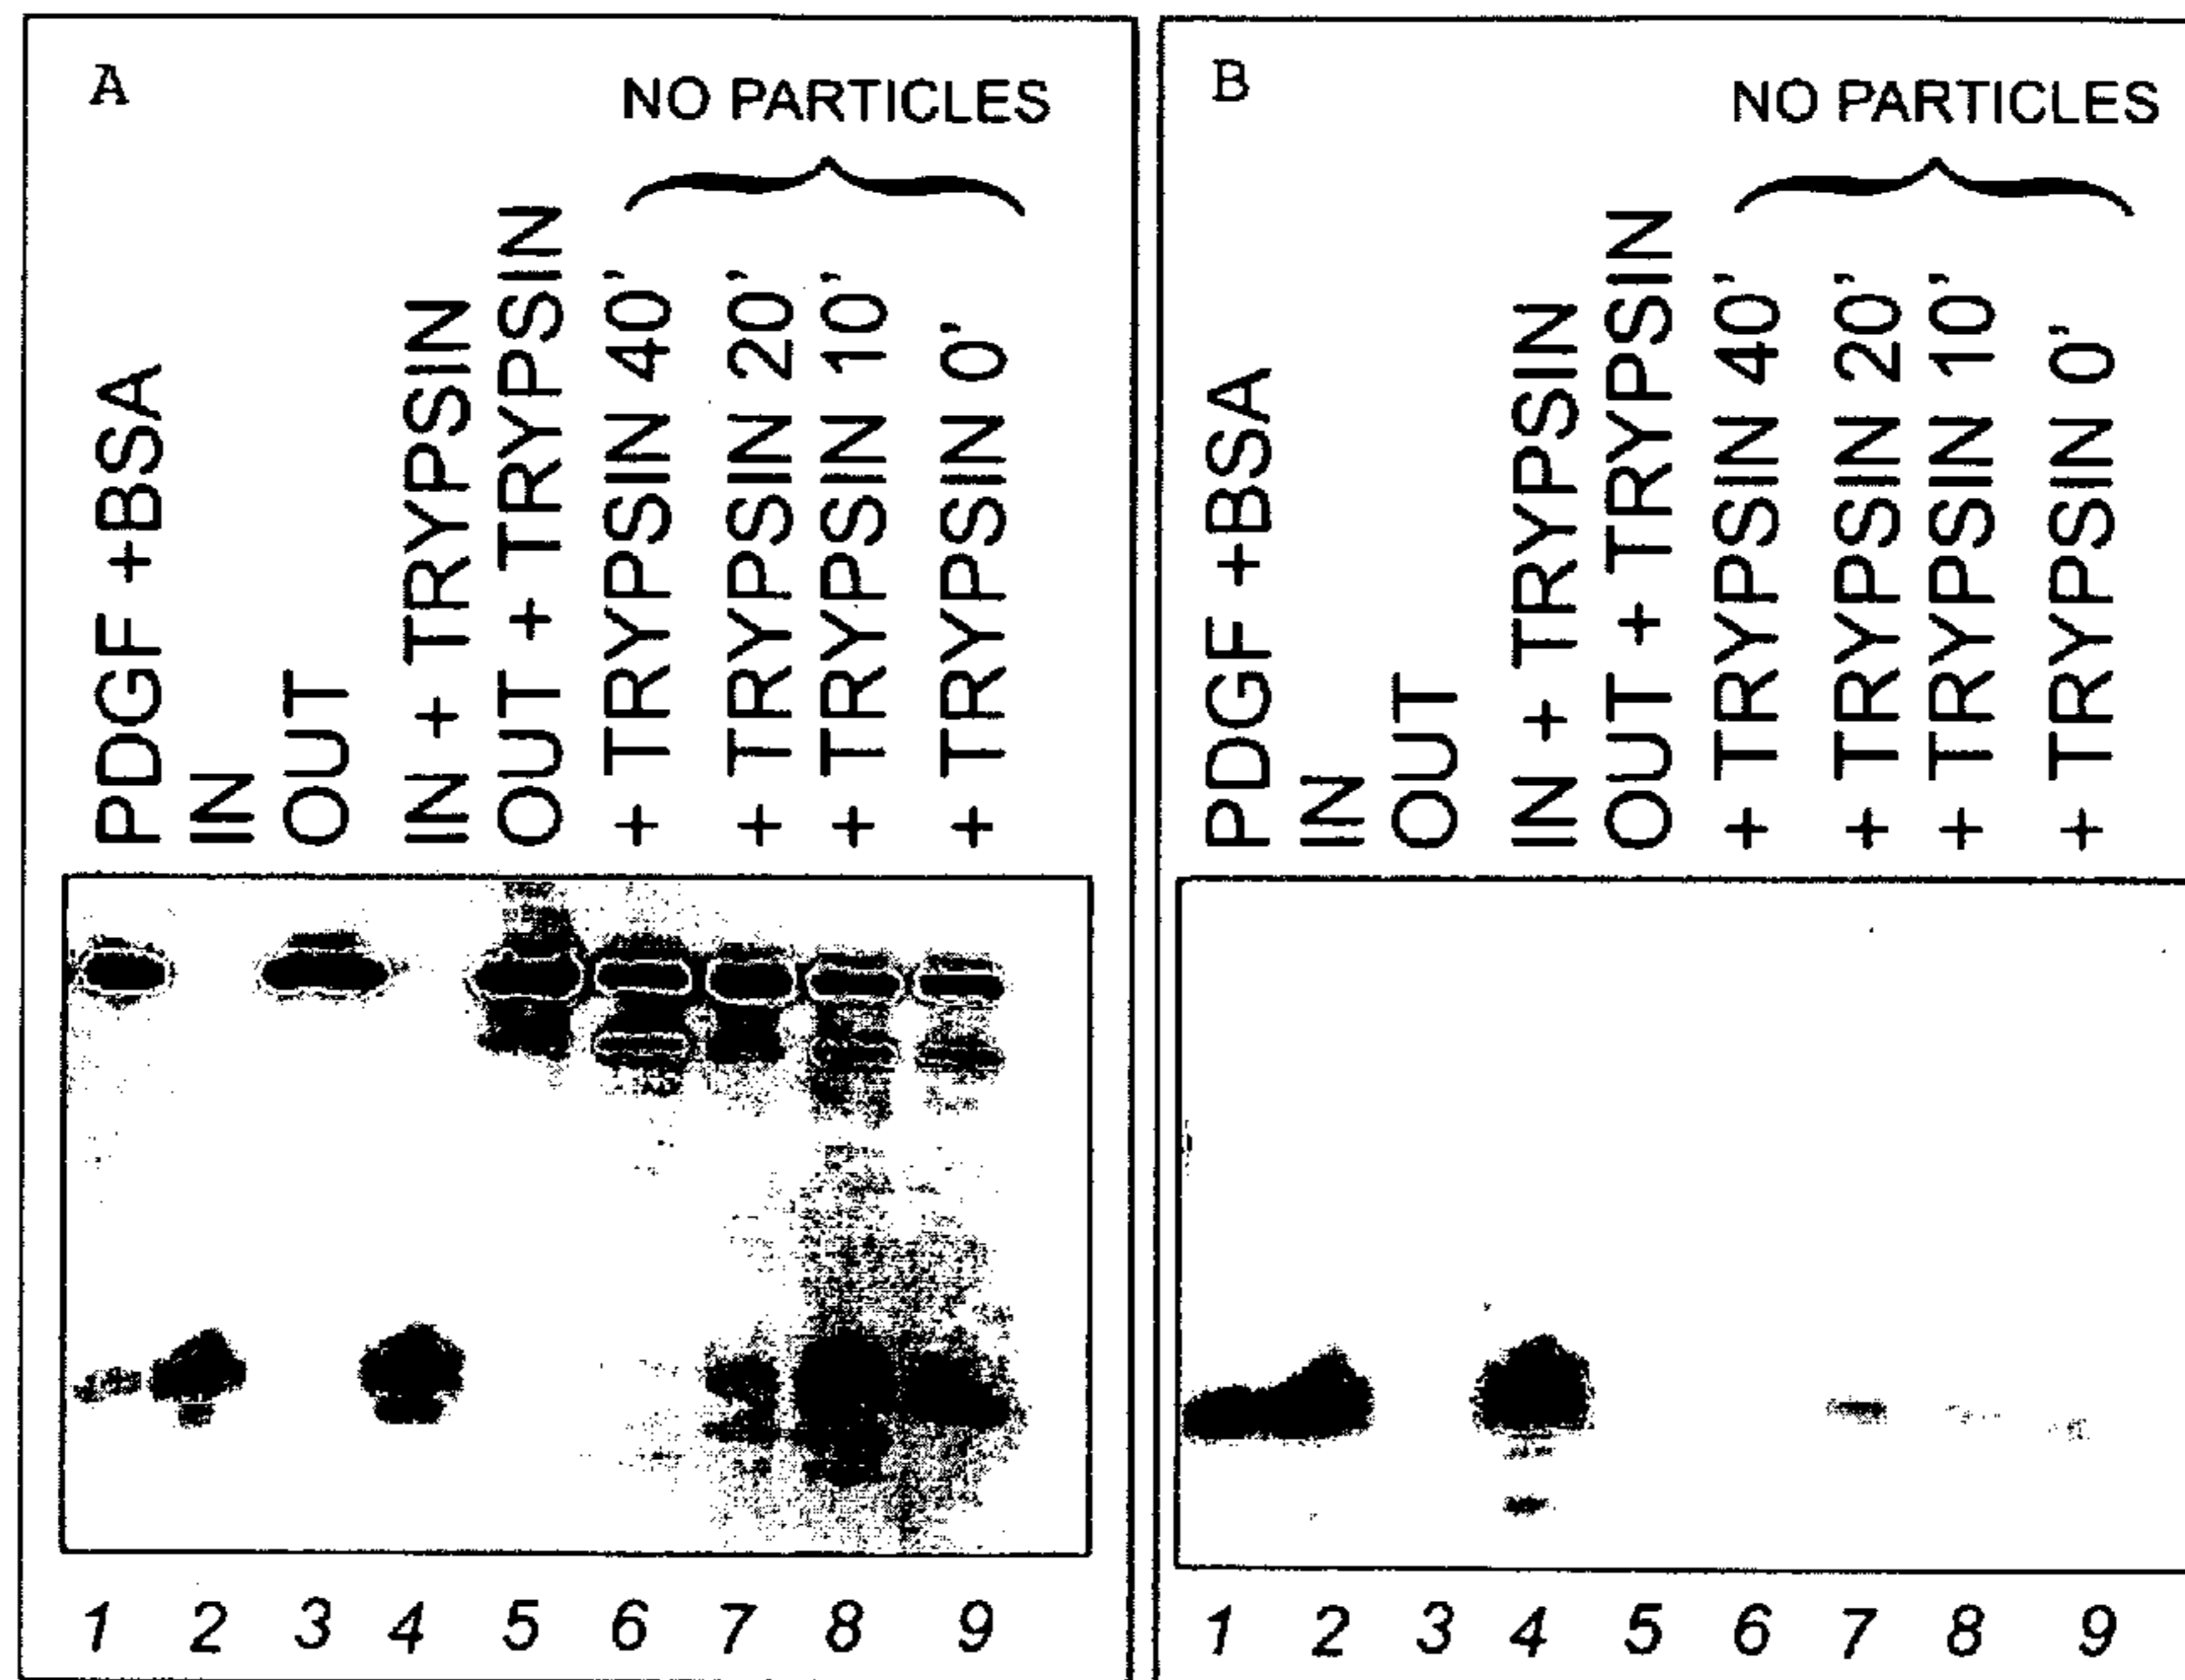 A
NO PARTICLES
PDGF +BSA
IN
OUT
IN + TRYPSIN
OUT + TRYPSIN
+ TRYPSIN 40'
+ TRYPSIN 20'
+ TRYPSIN 10'
+ TRYPSIN 0'
1 2 3 4 5 6 7 8 9
B
NO PARTICLES
PDGF +BSA
IN
OUT
IN + TRYPSIN
OUT + TRYPSIN
+ TRYPSIN 40'
+ TRYPSIN 20'
+ TRYPSIN 10'
+ TRYPSIN 0'
1 2 3 4 5 6 7 8 9